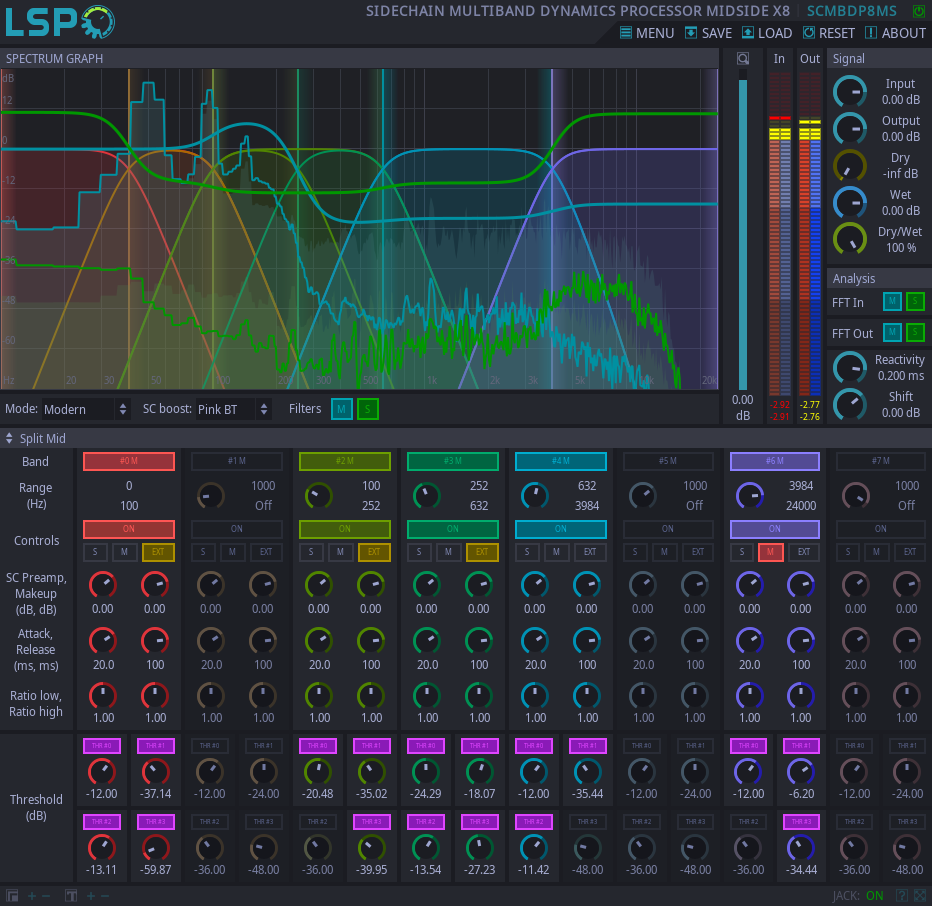 LSP SIDECHAIN MULTIBAND DYNAMICS PROCESSOR MIDSIDE X8 SCMBDP8MS
MENU SAVE LOAD RESET ABOUT
SPECTRUM GRAPH
dB
12
0
-12
-24
-36
-48
-60
Hz 20 30 50 100 200 300 500 1k 2k 3k 5k 20k
0.00
dB
In Out
-2.92 -2.77
-2.91 -2.76
Signal
Input
0.00 dB
Output
0.00 dB
Dry
-inf dB
Wet
0.00 dB
Dry/Wet
100 %
Analysis
FFT In M S
FFT Out M S
Reactivity
0.200 ms
Shift
0.00 dB
Mode: Modern SC boost: Pink BT Filters M S
Split Mid
Band #0 M #1 M #2 M #3 M #4 M #5 M #6 M #7 M
Range
(Hz)
0 1000 100 252 632 1000 3984 1000
100 Off 252 632 3984 Off 24000 Off
Controls
ON ON ON ON ON ON ON ON
S M EXT S M EXT S M EXT S M EXT S M EXT S M EXT S M EXT S M EXT
SC Preamp,
Makeup
(dB, dB)
0.00 0.00 0.00 0.00 0.00 0.00 0.00 0.00 0.00 0.00 0.00 0.00 0.00 0.00 0.00 0.00
Attack,
Release
(ms, ms)
20.0 100 20.0 100 20.0 100 20.0 100 20.0 100 20.0 100 20.0 100 20.0 100
Ratio low,
Ratio high
1.00 1.00 1.00 1.00 1.00 1.00 1.00 1.00 1.00 1.00 1.00 1.00 1.00 1.00 1.00 1.00
Threshold
(dB)
THR #0 THR #1 THR #0 THR #1 THR #0 THR #1 THR #0 THR #1 THR #0 THR #1 THR #0 THR #1 THR #0 THR #1 THR #0 THR #1
-12.00 -37.14 -12.00 -24.00 -20.48 -35.02 -24.29 -18.07 -12.00 -35.44 -12.00 -24.00 -12.00 -6.20 -12.00 -24.00
THR #2 THR #3 THR #2 THR #3 THR #2 THR #3 THR #2 THR #3 THR #2 THR #3 THR #2 THR #3 THR #2 THR #3 THR #2 THR #3
-13.11 -59.87 -36.00 -48.00 -36.00 -39.95 -13.54 -27.23 -11.42 -48.00 -36.00 -48.00 -36.00 -34.44 -36.00 -48.00
JACK: ON